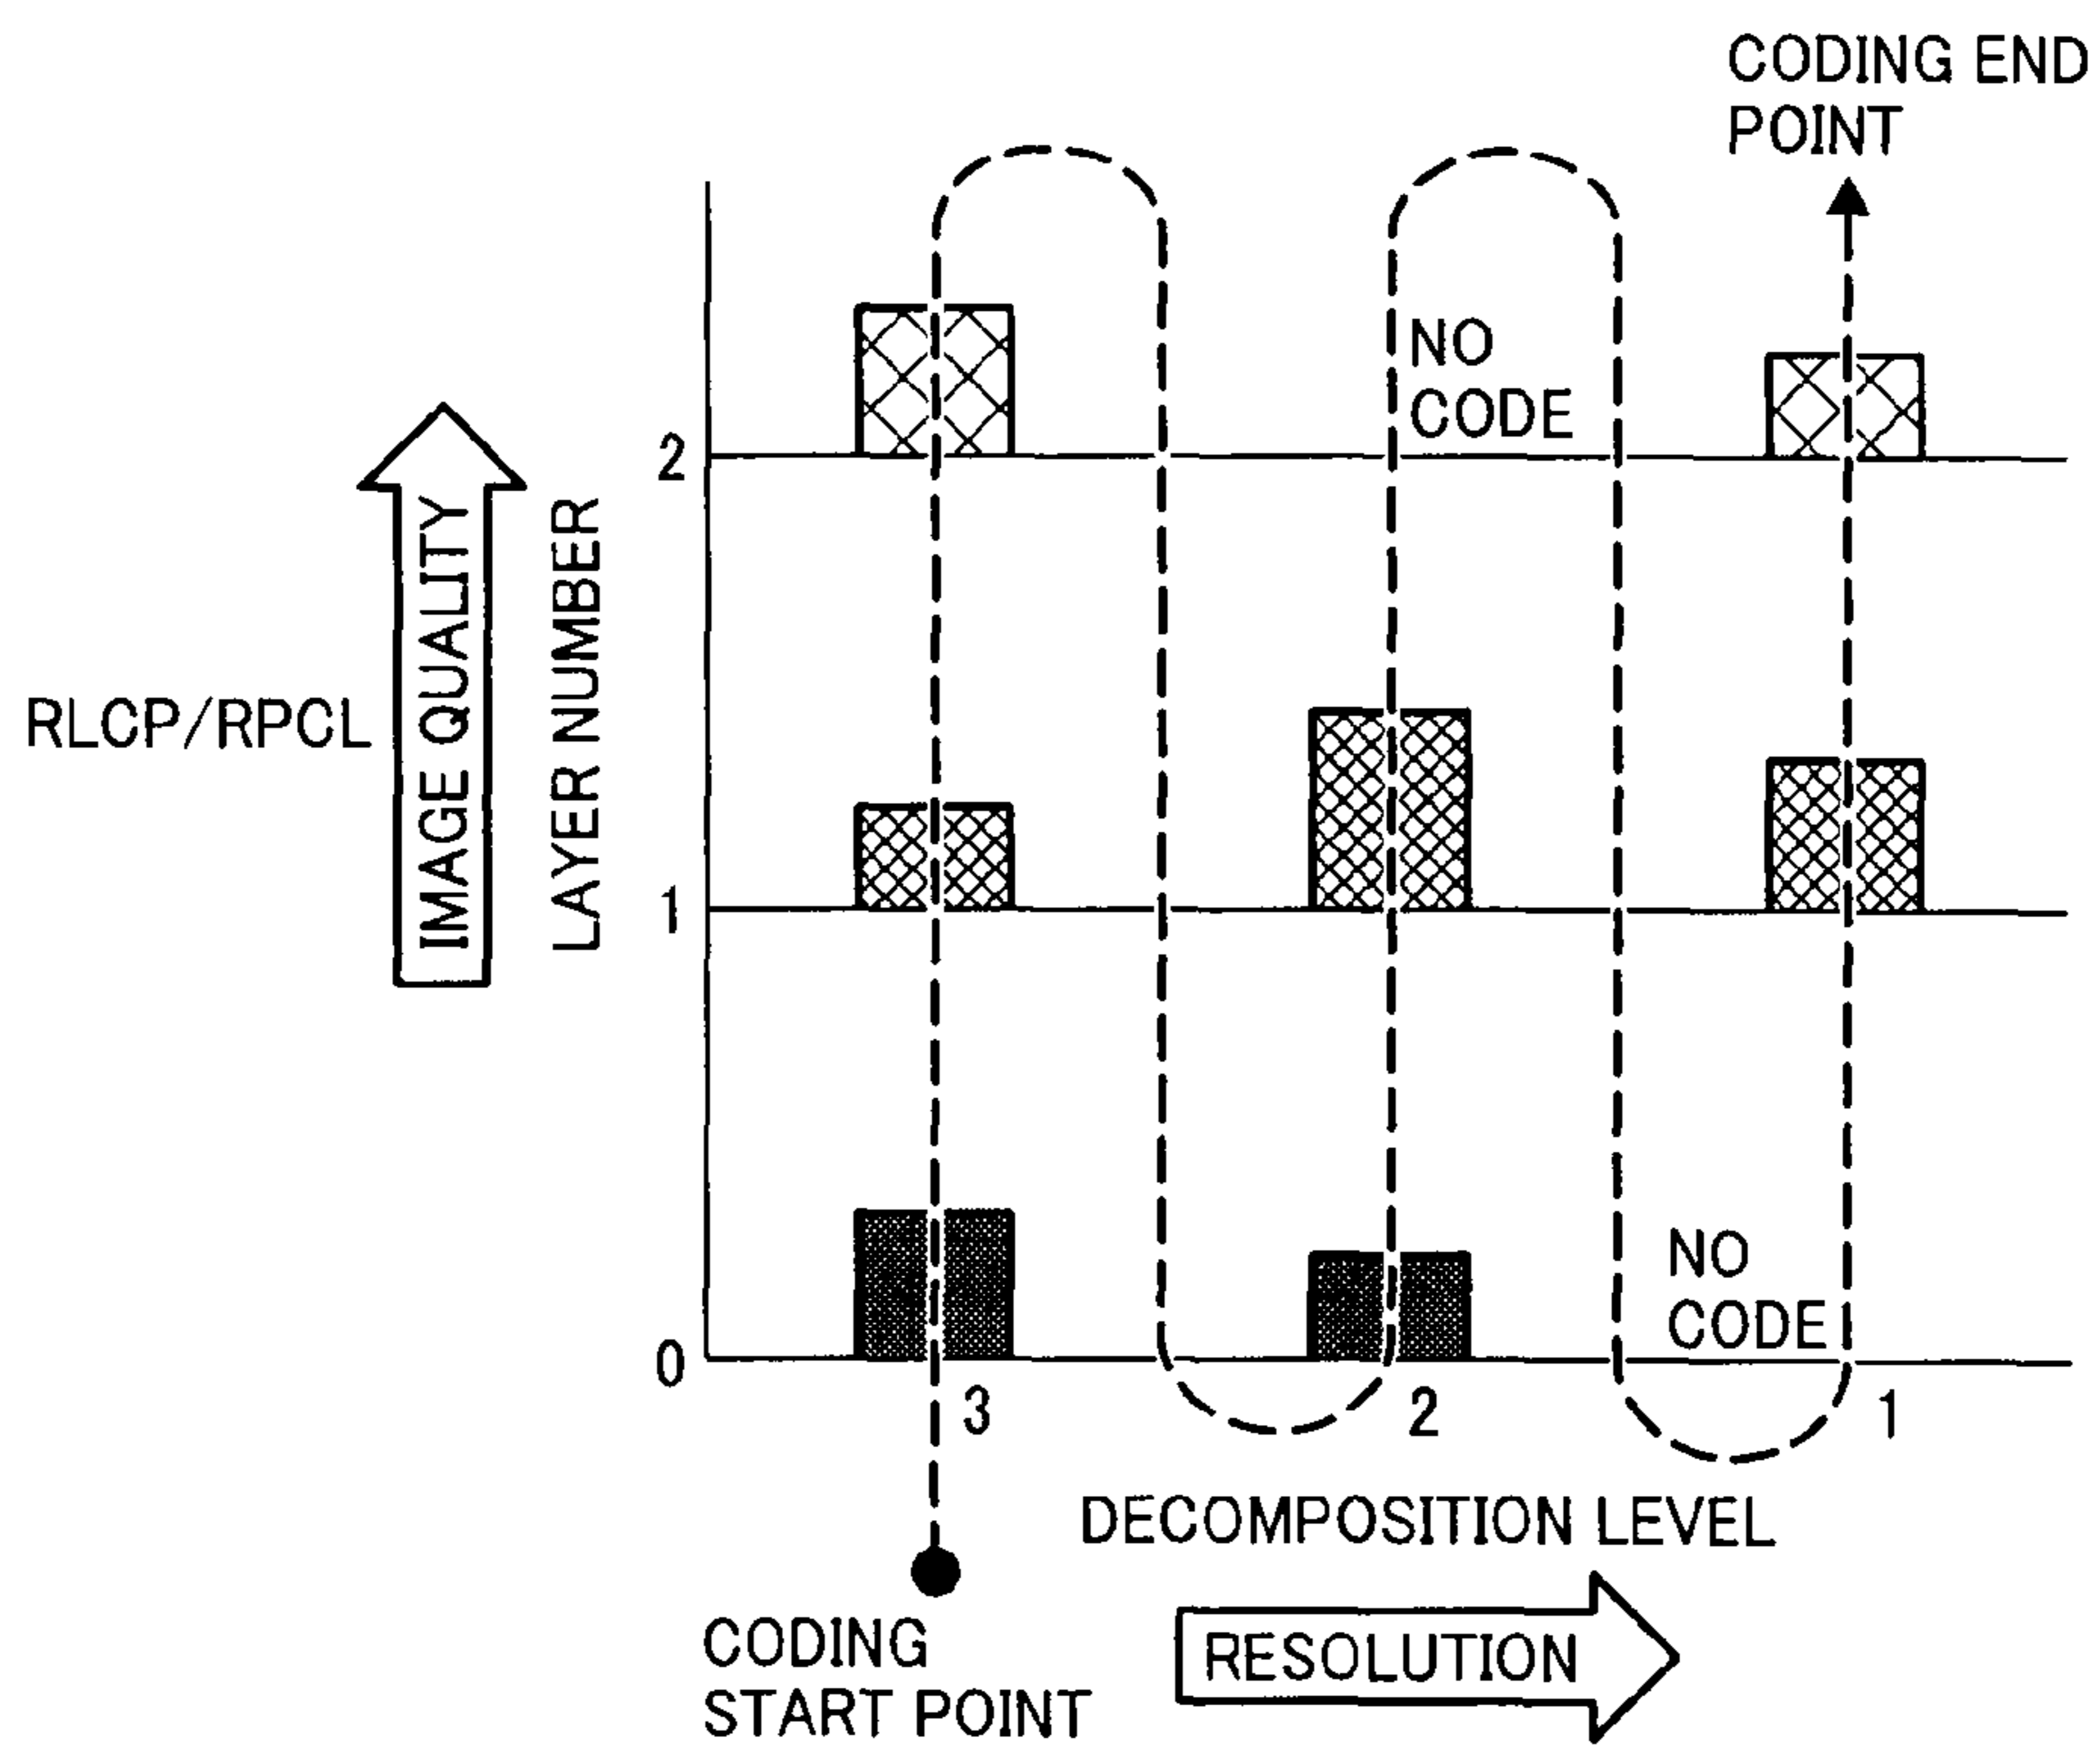 CODING END
POINT
NO
CODE
2
IMAGE QUALITY
LAYER NUMBER
RLCP/RPCL
1
NO
CODE
0
3
2
1
DECOMPOSITION LEVEL
CODING
START POINT
RESOLUTION